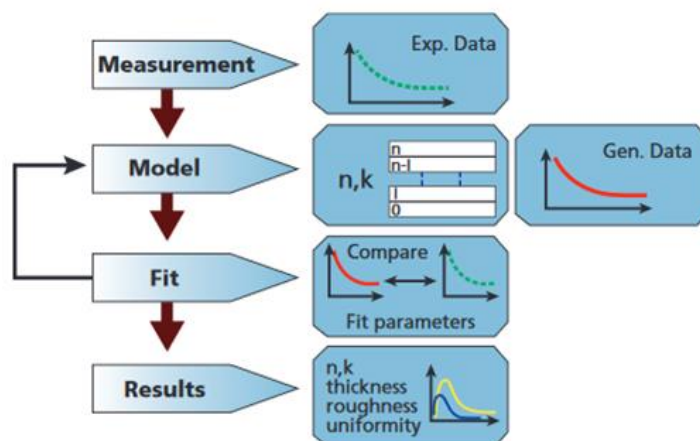 Measurement
Exp. Data
Model
n,k
n
n-l
l
0
Gen. Data
Fit
Compare
Fit parameters
Results
n,k
thickness
roughness
uniformity